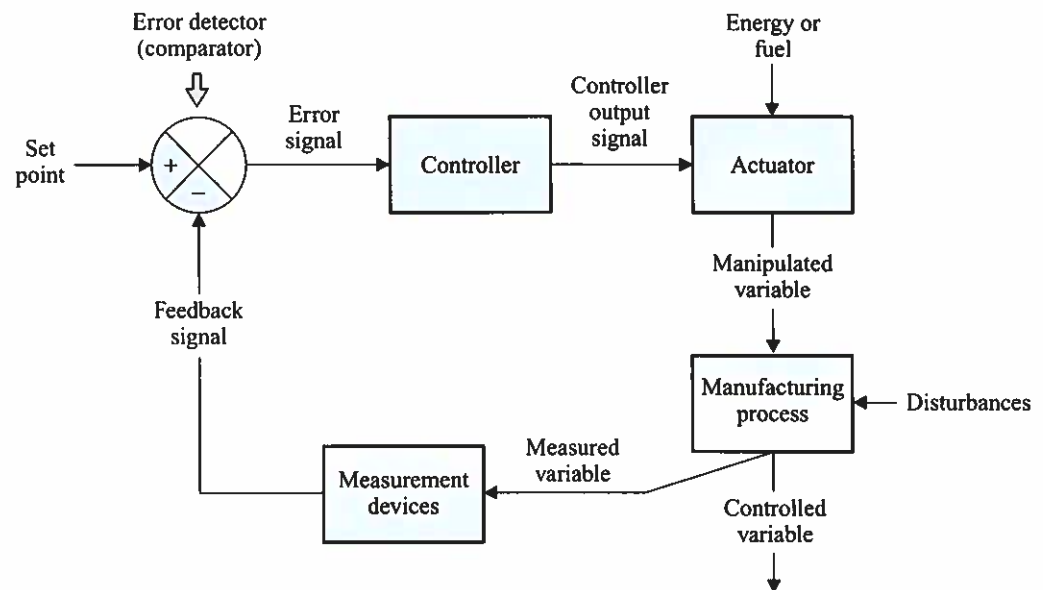 Error detector
(comparator)
Energy or
fuel
Set
point
+
−
Error
signal
Controller
Controller
output
signal
Actuator
Manipulated
variable
Feedback
signal
Manufacturing
process
Disturbances
Measured
variable
Measurement
devices
Controlled
variable